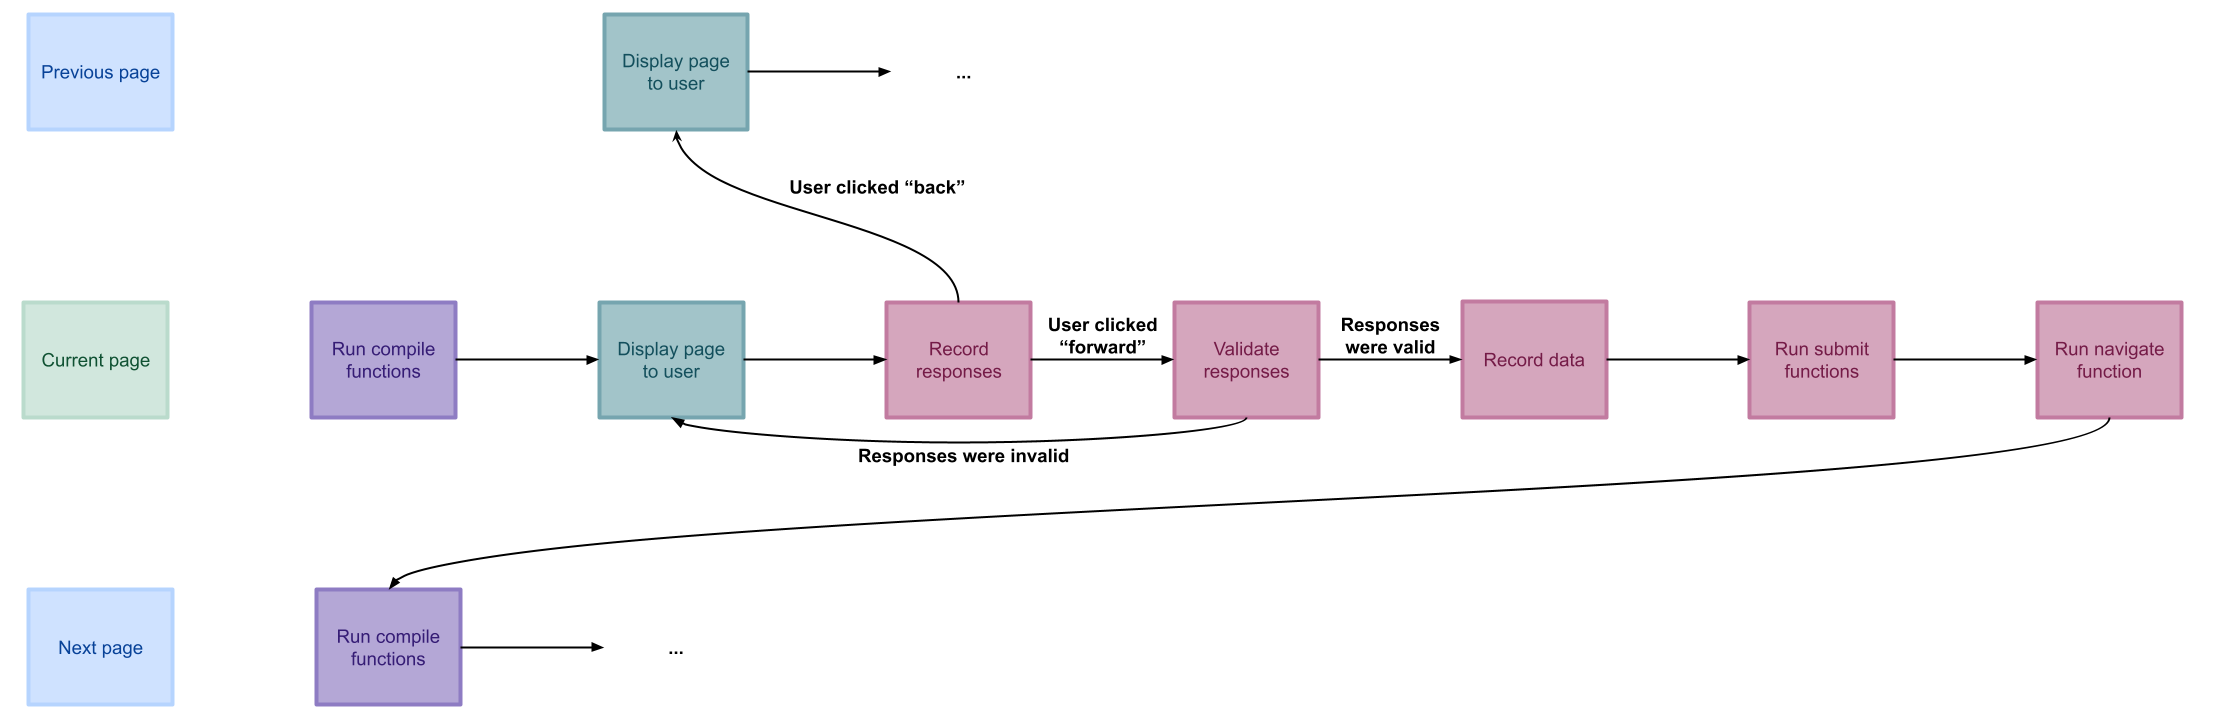 Previous page
Display page
to user
...
User clicked “back”
Current page
Run compile
functions
Display page
to user
Record
responses
User clicked
“forward”
Validate
responses
Responses
were valid
Record data
Run submit
functions
Run navigate
function
Responses were invalid
Next page
Run compile
functions
...